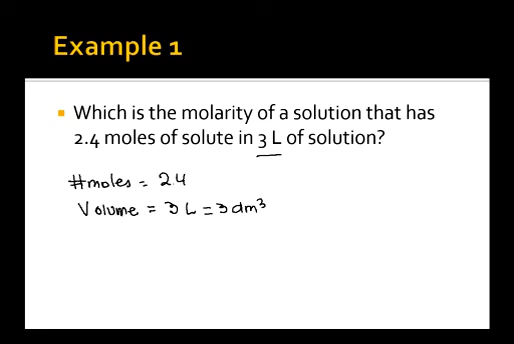 Example 1
Which is the molarity of a solution that has
2.4 moles of solute in 3 L of solution?
#moles = 2.4
Volume = 3 L = 3 dm³